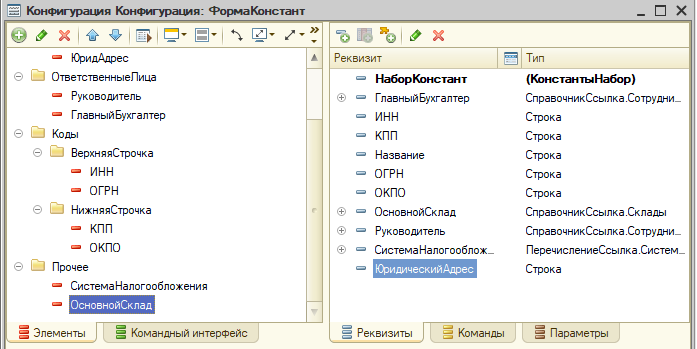 Конфигурация Конфигурация: ФормаКонстант
ЮридАдрес
ОтветственныеЛица
Руководитель
ГлавныйБухгалтер
Коды
ВерхняяСтрочка
ИНН
ОГРН
НижняяСтрочка
КПП
ОКПО
Прочее
СистемаНалогообложения
ОсновнойСклад
Элементы
Командный интерфейс
Реквизит Тип
НаборКонстант (КонстантыНабор)
ГлавныйБухгалтер СправочникСсылка.Сотрудни...
ИНН Строка
КПП Строка
Название Строка
ОГРН Строка
ОКПО Строка
ОсновнойСклад СправочникСсылка.Склады
Руководитель СправочникСсылка.Сотрудни...
СистемаНалогооблож... ПеречислениеСсылка.Систем...
ЮридическийАдрес Строка
Реквизиты
Команды
Параметры